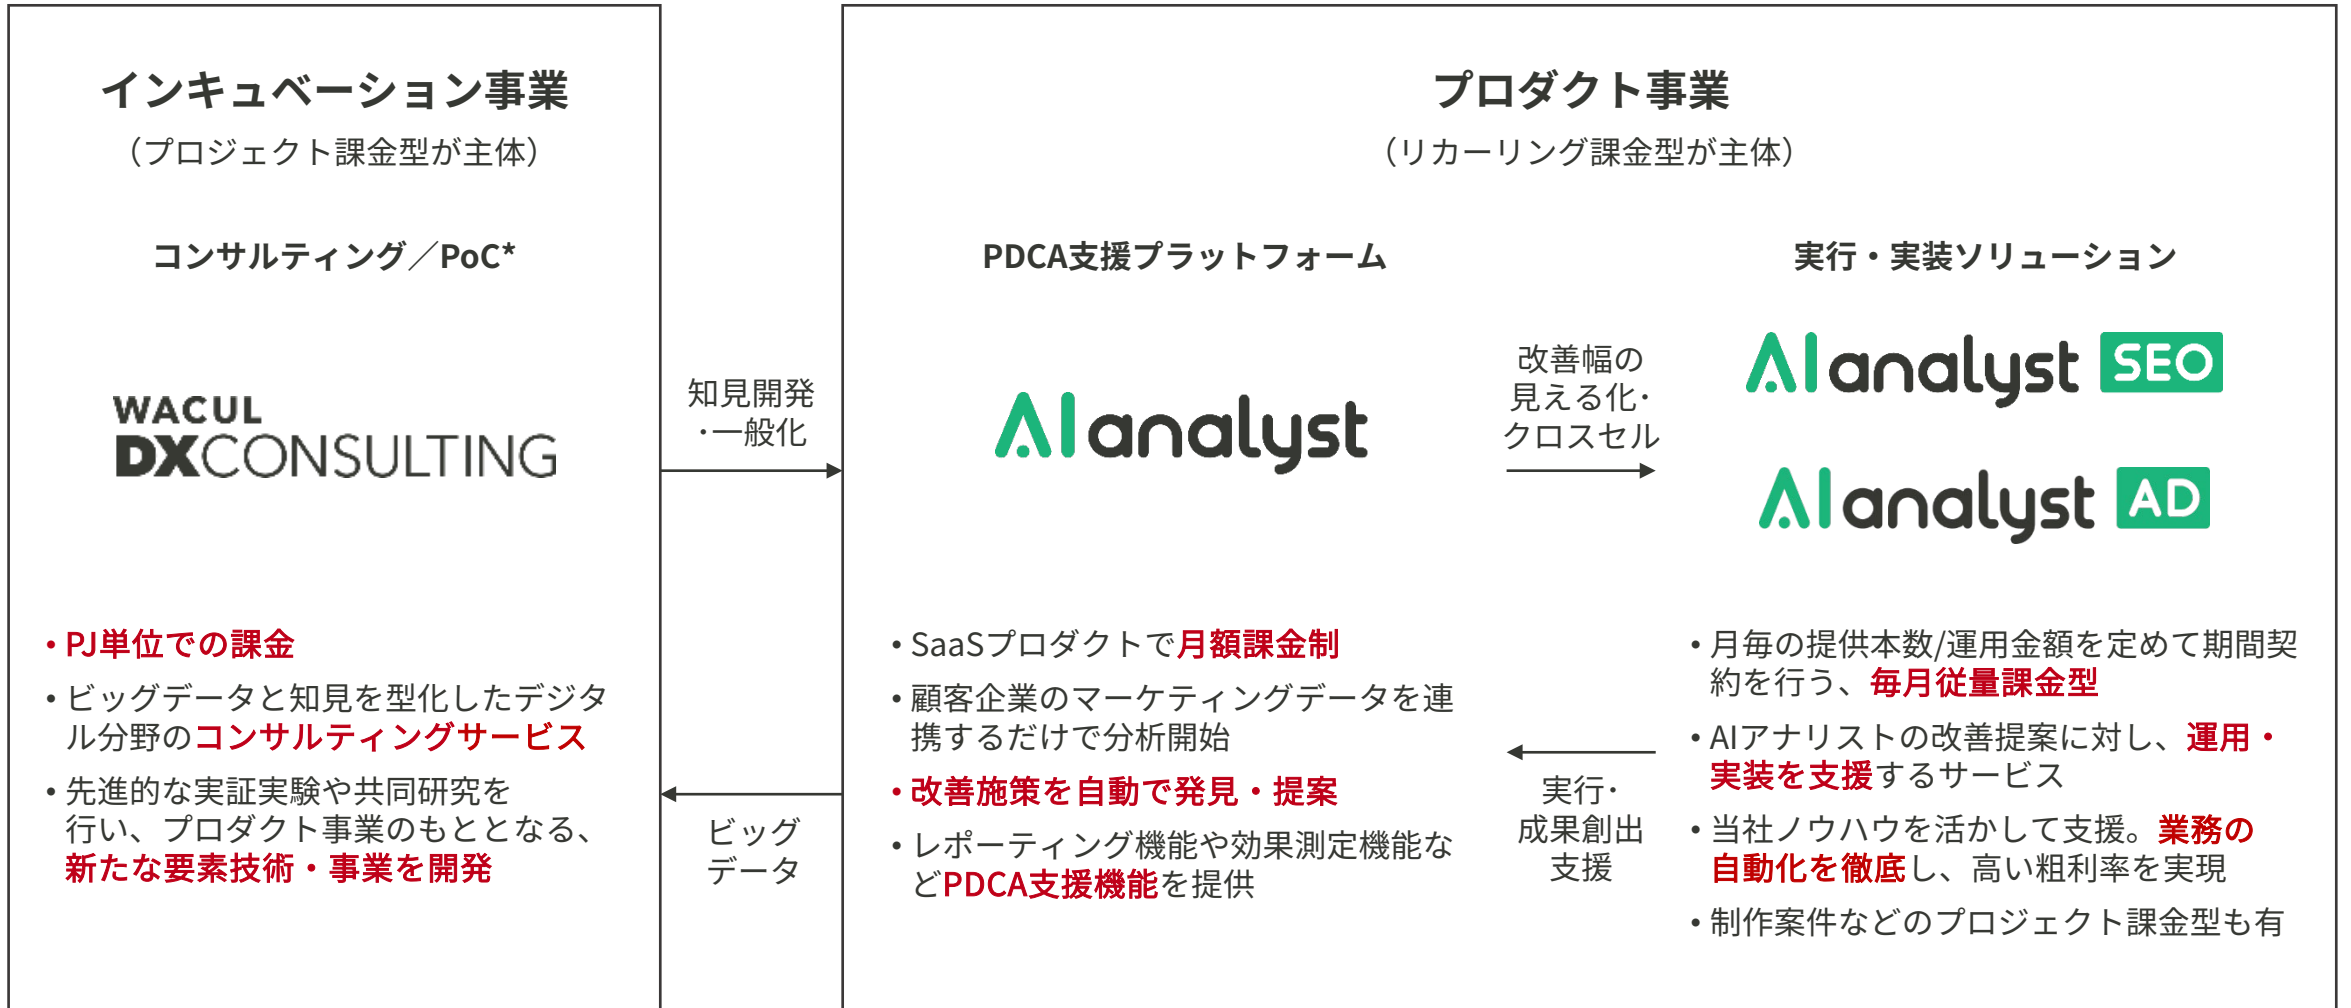 インキュベーション事業
（プロジェクト課金型が主体）
コンサルティング／PoC*
WACUL
DXCONSULTING
・PJ単位での課金
・ビッグデータと知見を型化したデジタ
ル分野のコンサルティングサービス
・先進的な実証実験や共同研究を
行い、プロダクト事業のもととなる、
新たな要素技術・事業を開発
知見開発
・一般化
ビッグ
データ
プロダクト事業
（リカーリング課金型が主体）
PDCA支援プラットフォーム
AI analyst
・SaaSプロダクトで月額課金制
・顧客企業のマーケティングデータを連
携するだけで分析開始
・改善施策を自動で発見・提案
・レポーティング機能や効果測定機能な
どPDCA支援機能を提供
改善幅の
見える化・
クロスセル
実行・
成果創出
支援
実行・実装ソリューション
AI analyst SEO
AI analyst AD
・月毎の提供本数/運用金額を定めて期間契
約を行う、毎月従量課金型
・AIアナリストの改善提案に対し、運用・
実装を支援するサービス
・当社ノウハウを活かして支援。業務の
自動化を徹底し、高い粗利率を実現
・制作案件などのプロジェクト課金型も有